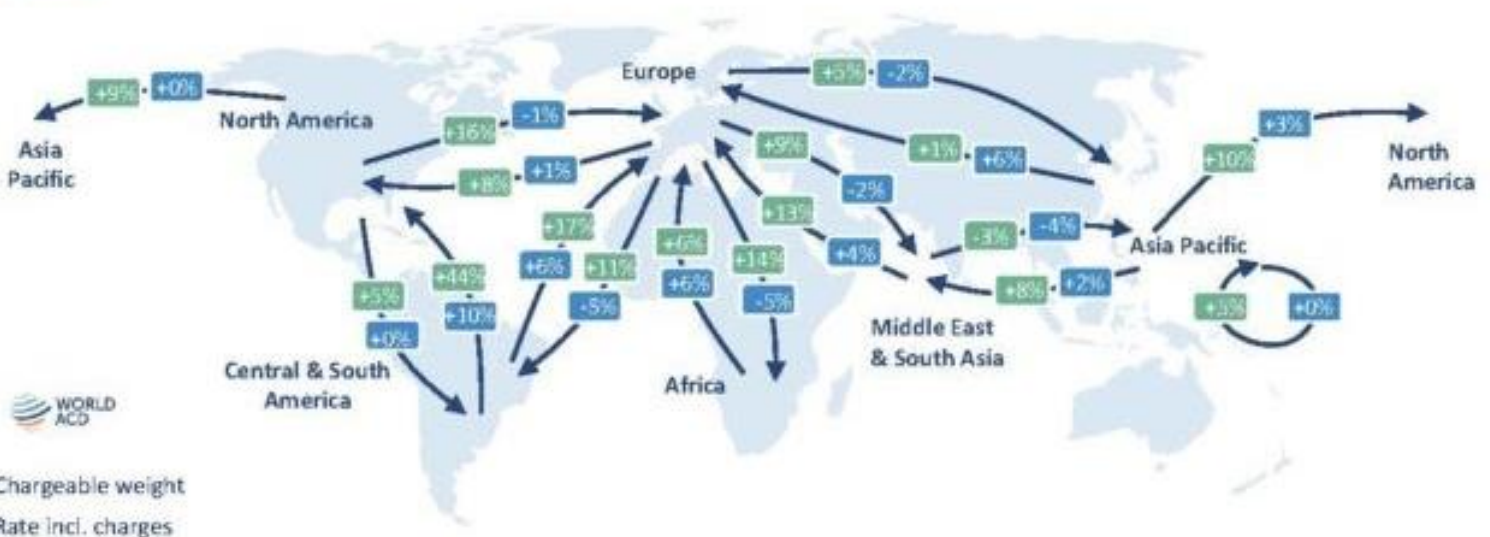 Europe
+5% -2%
+9% +0%
North America
Asia
Pacific
+16% -1%
+8% +1%
+9%
-2%
+1% +6%
+3%
+10%
North
America
+13%
+4%
-3% -4%
Asia Pacific
+8% +2%
+0%
+17%
+6%
+11%
-5%
+6%
+6%
+14%
-5%
+5%
+0%
+44%
+10%
Middle East
& South Asia
Central & South
America
Africa
WORLD
ACD
Chargeable weight
Rate incl. charges